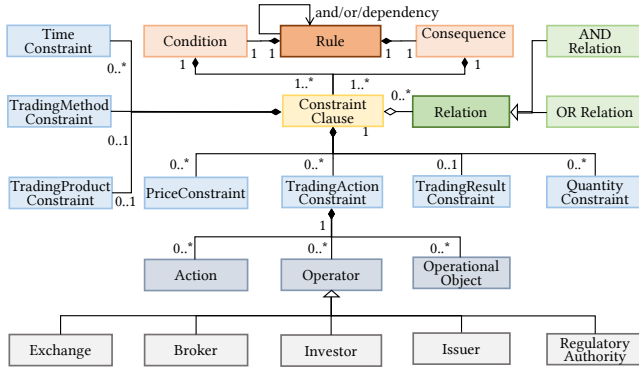 and/or/dependency
Time
Constraint
Condition
Rule
Consequence
AND
Relation
0..*
1
1
1
1
1
1
1..*
1..*
TradingMethod
Constraint
Constraint
Clause
0..*
Relation
OR Relation
0..1
1
TradingProduct
Constraint
0..1
0..*
0..*
0..1
0..*
PriceConstraint
TradingAction
Constraint
TradingResult
Constraint
Quantity
Constraint
1
0..*
0..*
0..*
Action
Operator
Operational
Object
Exchange
Broker
Investor
Issuer
Regulatory
Authority